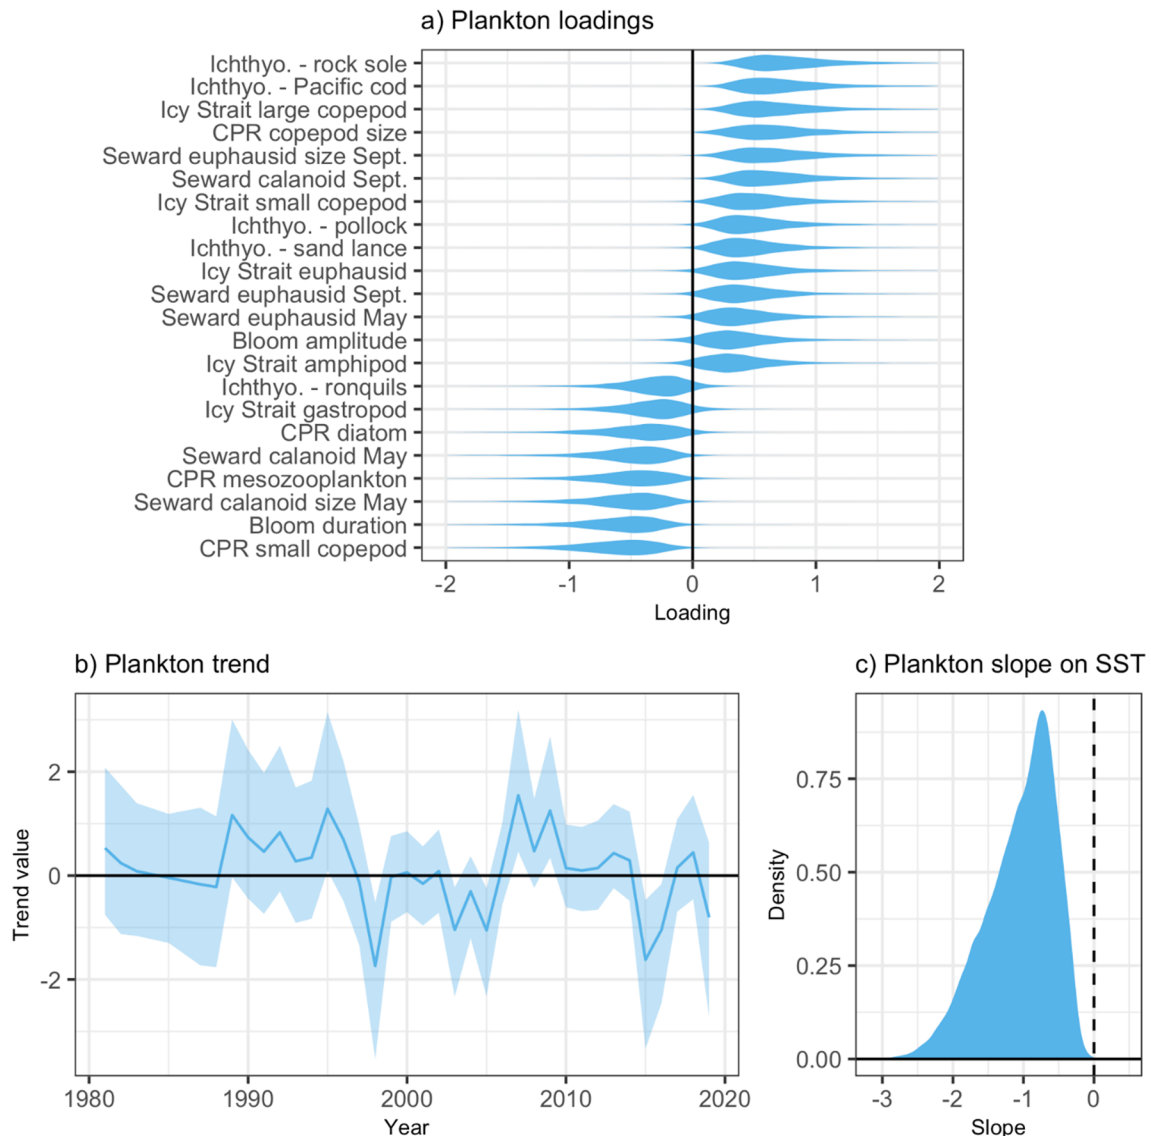 a) Plankton loadings
Ichthyo. - rock sole
Ichthyo. - Pacific cod
Icy Strait large copepod
CPR copepod size
Seward euphausid size Sept.
Seward calanoid Sept.
Icy Strait small copepod
Ichthyo. - pollock
Ichthyo. - sand lance
Icy Strait euphausid
Seward euphausid Sept.
Seward euphausid May
Bloom amplitude
Icy Strait amphipod
Ichthyo. - ronquils
Icy Strait gastropod
CPR diatom
Seward calanoid May
CPR mesozooplankton
Seward calanoid size May
Bloom duration
CPR small copepod
-2 -1 0 1 2
Loading
b) Plankton trend
Trend value
2
0
-2
1980 1990 2000 2010 2020
Year
c) Plankton slope on SST
Density
0.75
0.50
0.25
0.00
-3 -2 -1 0
Slope